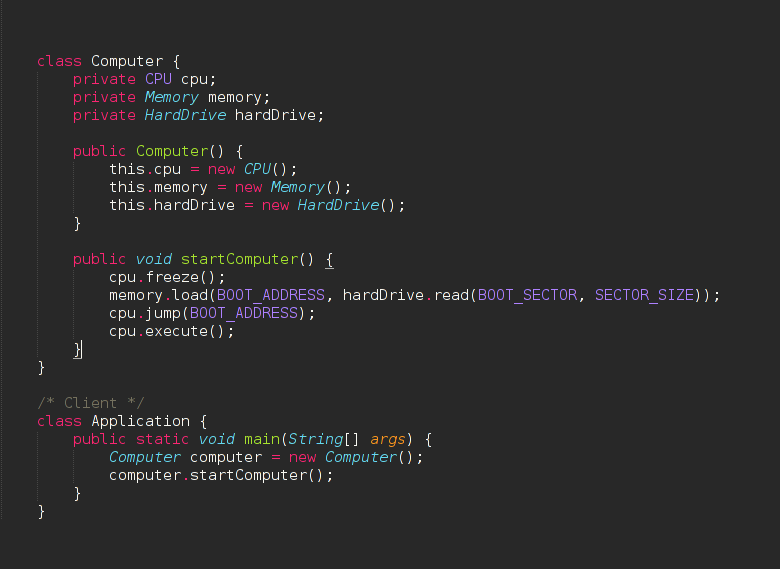 class Computer {
    private CPU cpu;
    private Memory memory;
    private HardDrive hardDrive;

    public Computer() {
        this.cpu = new CPU();
        this.memory = new Memory();
        this.hardDrive = new HardDrive();
    }

    public void startComputer() {
        cpu.freeze();
        memory.load(BOOT_ADDRESS, hardDrive.read(BOOT_SECTOR, SECTOR_SIZE));
        cpu.jump(BOOT_ADDRESS);
        cpu.execute();
    }
}

/* Client */
class Application {
    public static void main(String[] args) {
        Computer computer = new Computer();
        computer.startComputer();
    }
}